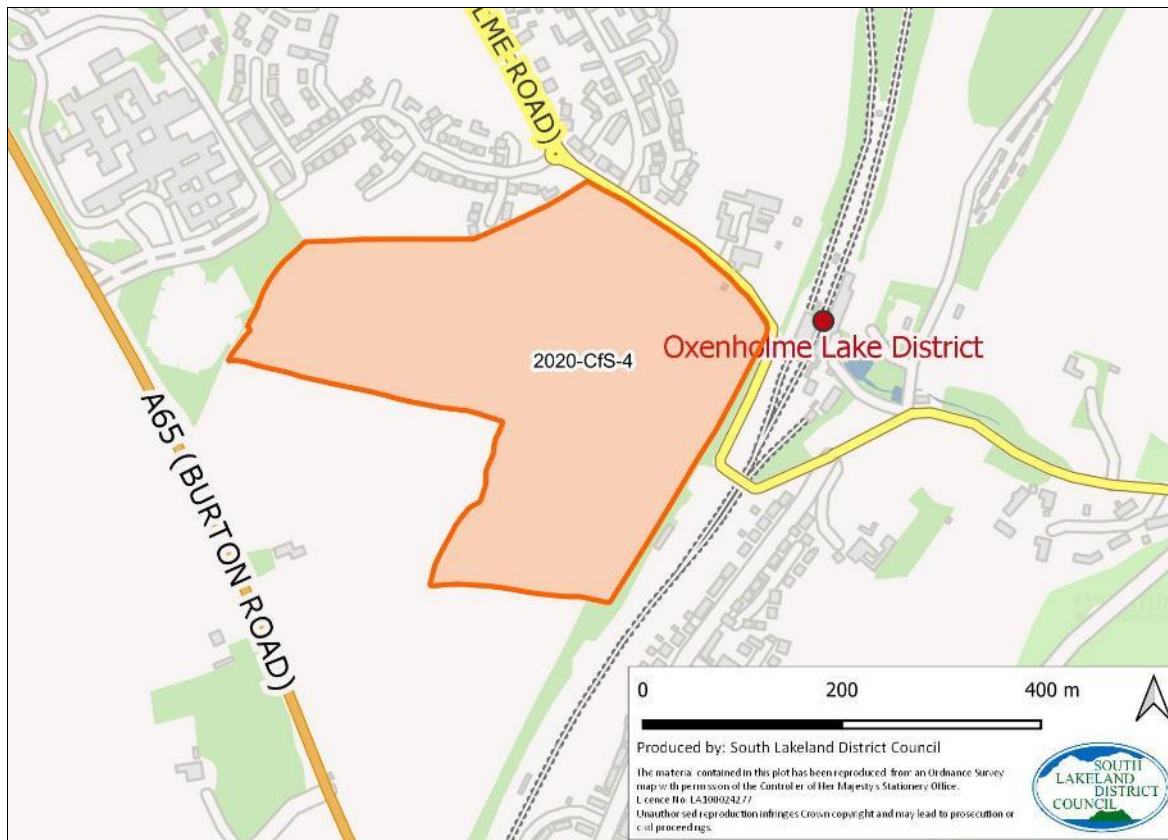 LME ROAD)
2020-CfS-4
Oxenholme Lake District
A65 (BURTON ROAD)
0 200 400 m
Produced by: South Lakeland District Council
The material contained in this plot has been reproduced from an Ordnance Survey
map with permission of the Controller of Her Majesty's Stationery Office.
Licence No. LA100024277
Unauthorised reproduction infringes Crown copyright and may lead to prosecution or
civil proceedings.
SOUTH
LAKELAND
DISTRICT
COUNCIL